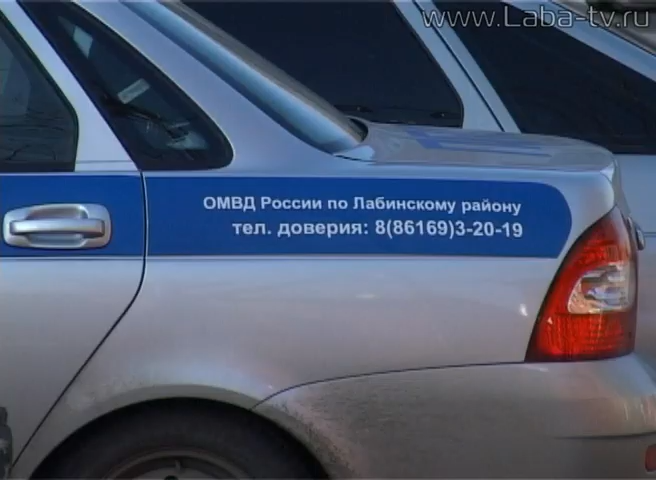 www.Laba-tv.ru
ОМВД России по Лабинскому району
тел. доверия: 8(86169)3-20-19